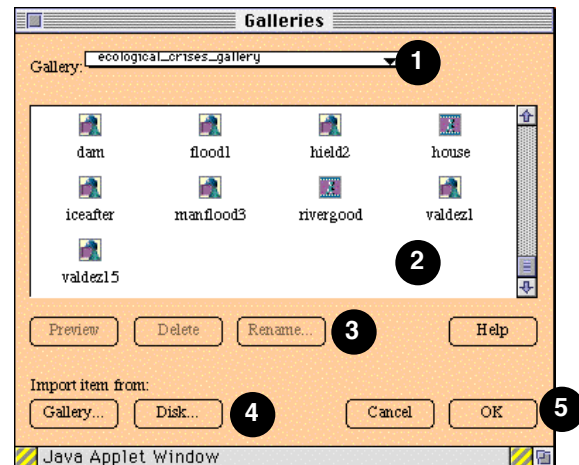 Galleries
Gallery: ecological_crises_gallery 1
dam flood1 hield2 house
iceafter manflood3 rivergood valdez1
2
valdez15
Preview Delete Rename... 3 Help
Import item from:
Gallery... Disk... 4 Cancel OK 5
Java Applet Window